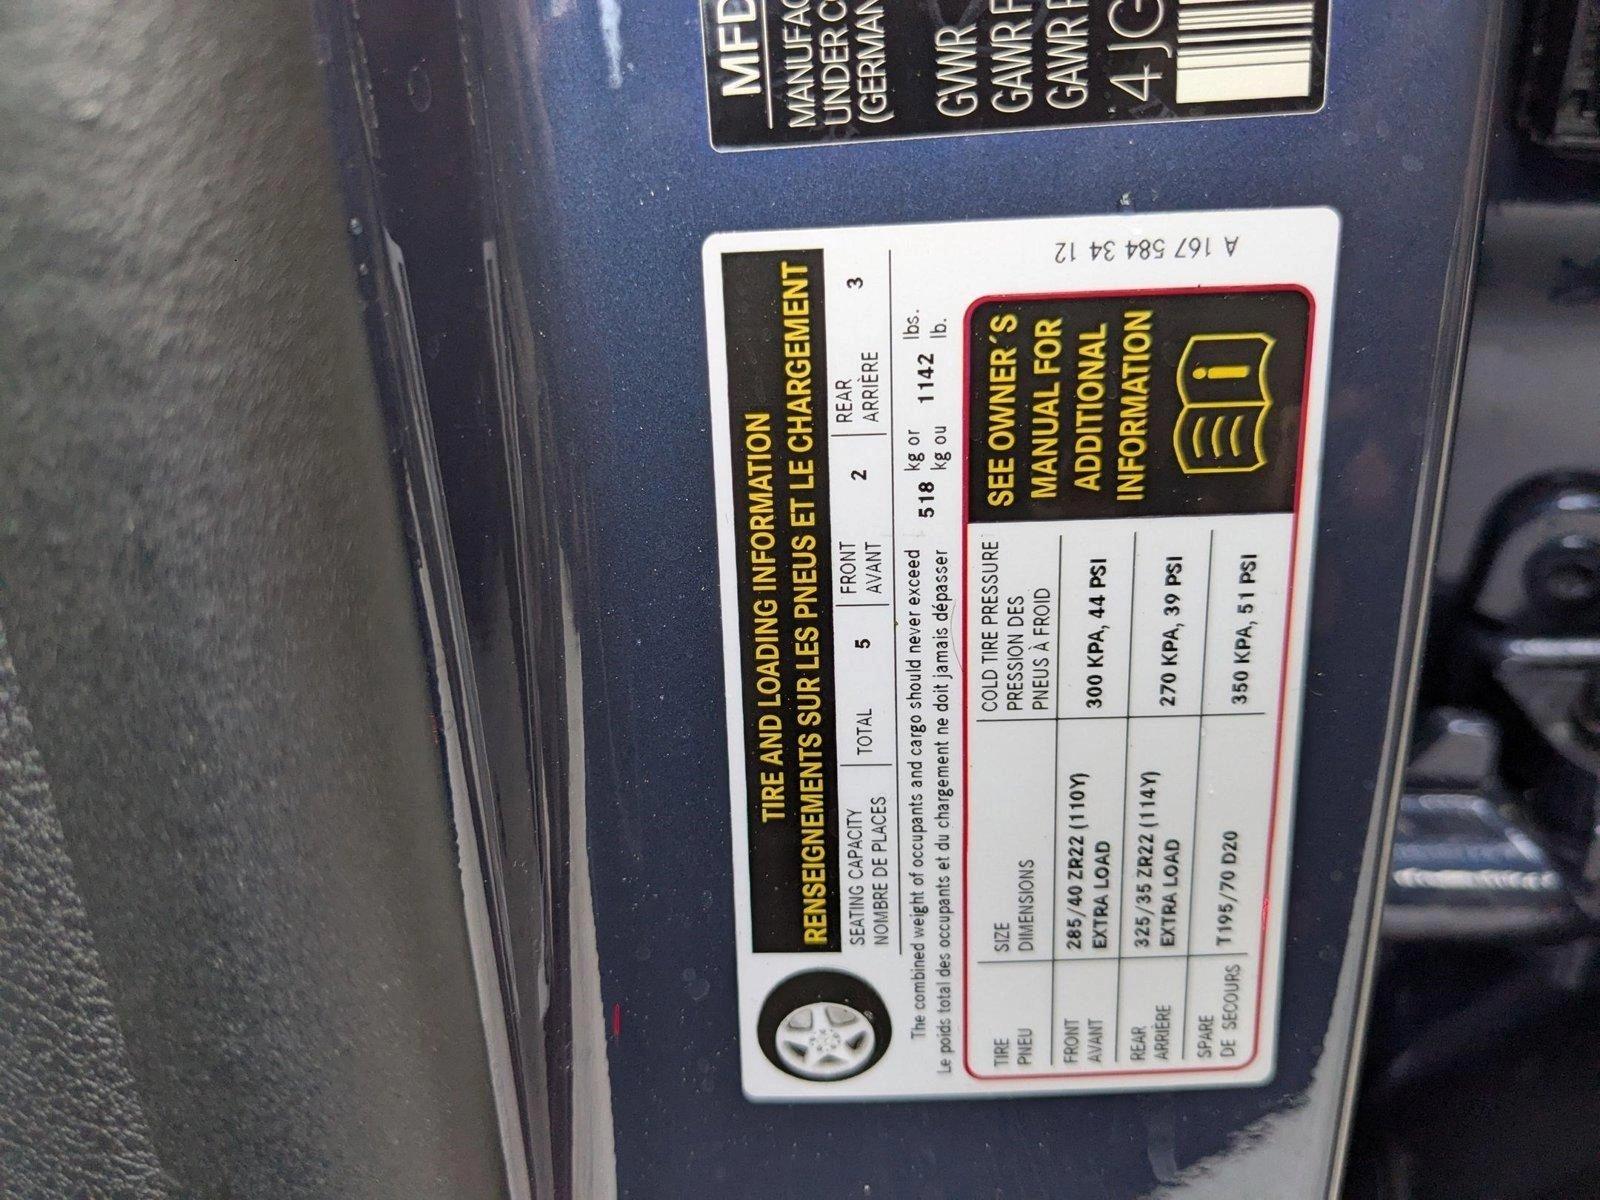 MFD
MANUFAC
UNDER CO
(GERMAN
GVWR
GAWR F
GAWR R
4JG
TIRE AND LOADING INFORMATION
RENSEIGNEMENTS SUR LES PNEUS ET LE CHARGEMENT
SEATING CAPACITY TOTAL 5 FRONT 2 REAR 3
NOMBRE DE PLACES AVANT ARRIÈRE
The combined weight of occupants and cargo should never exceed 518 kg or 1142 lbs.
Le poids total des occupants et du chargement ne doit jamais dépasser kg ou lb.
TIRE SIZE COLD TIRE PRESSURE
PNEU DIMENSIONS PRESSION DES
PNEUS À FROID
FRONT 285/40 ZR22 (110Y) 300 KPA, 44 PSI
AVANT EXTRA LOAD
REAR 325/35 ZR22 (114Y) 270 KPA, 39 PSI
ARRIÈRE EXTRA LOAD
SPARE T195/70 D20 350 KPA, 51 PSI
DE SECOURS
SEE OWNER´S
MANUAL FOR
ADDITIONAL
INFORMATION
A 167 584 34 12